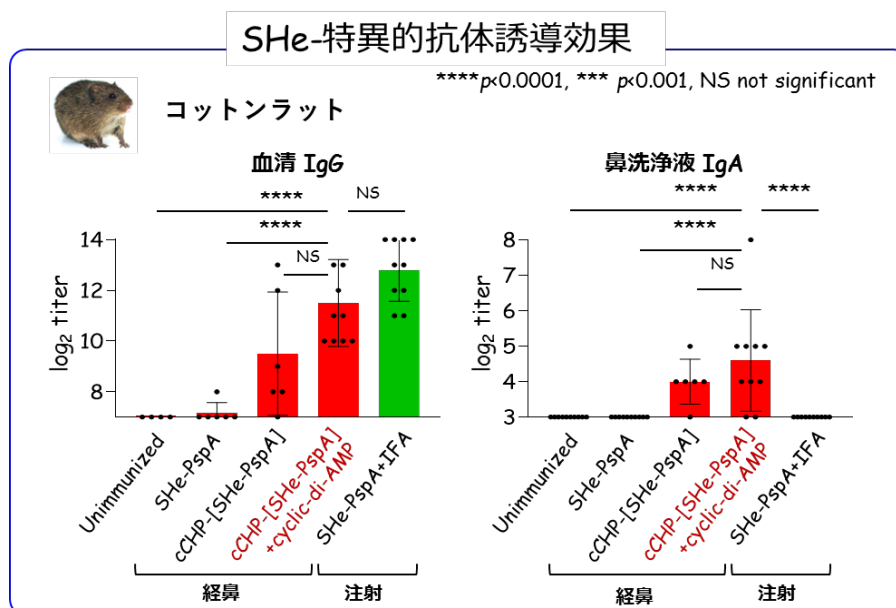 SHe-特異的抗体誘導効果
****p<0.0001, *** p<0.001, NS not significant
コットンラット
血清 IgG
****
NS
****
NS
log2 titer
14
12
10
8
Unimmunized
SHe-PspA
cCHP-[SHe-PspA]
cCHP-[SHe-PspA]
+cyclic-di-AMP
SHe-PspA+IFA
経鼻
注射
鼻洗浄液 IgA
****
****
****
NS
log2 titer
8
7
6
5
4
3
Unimmunized
SHe-PspA
cCHP-[SHe-PspA]
cCHP-[SHe-PspA]
+cyclic-di-AMP
SHe-PspA+IFA
経鼻
注射